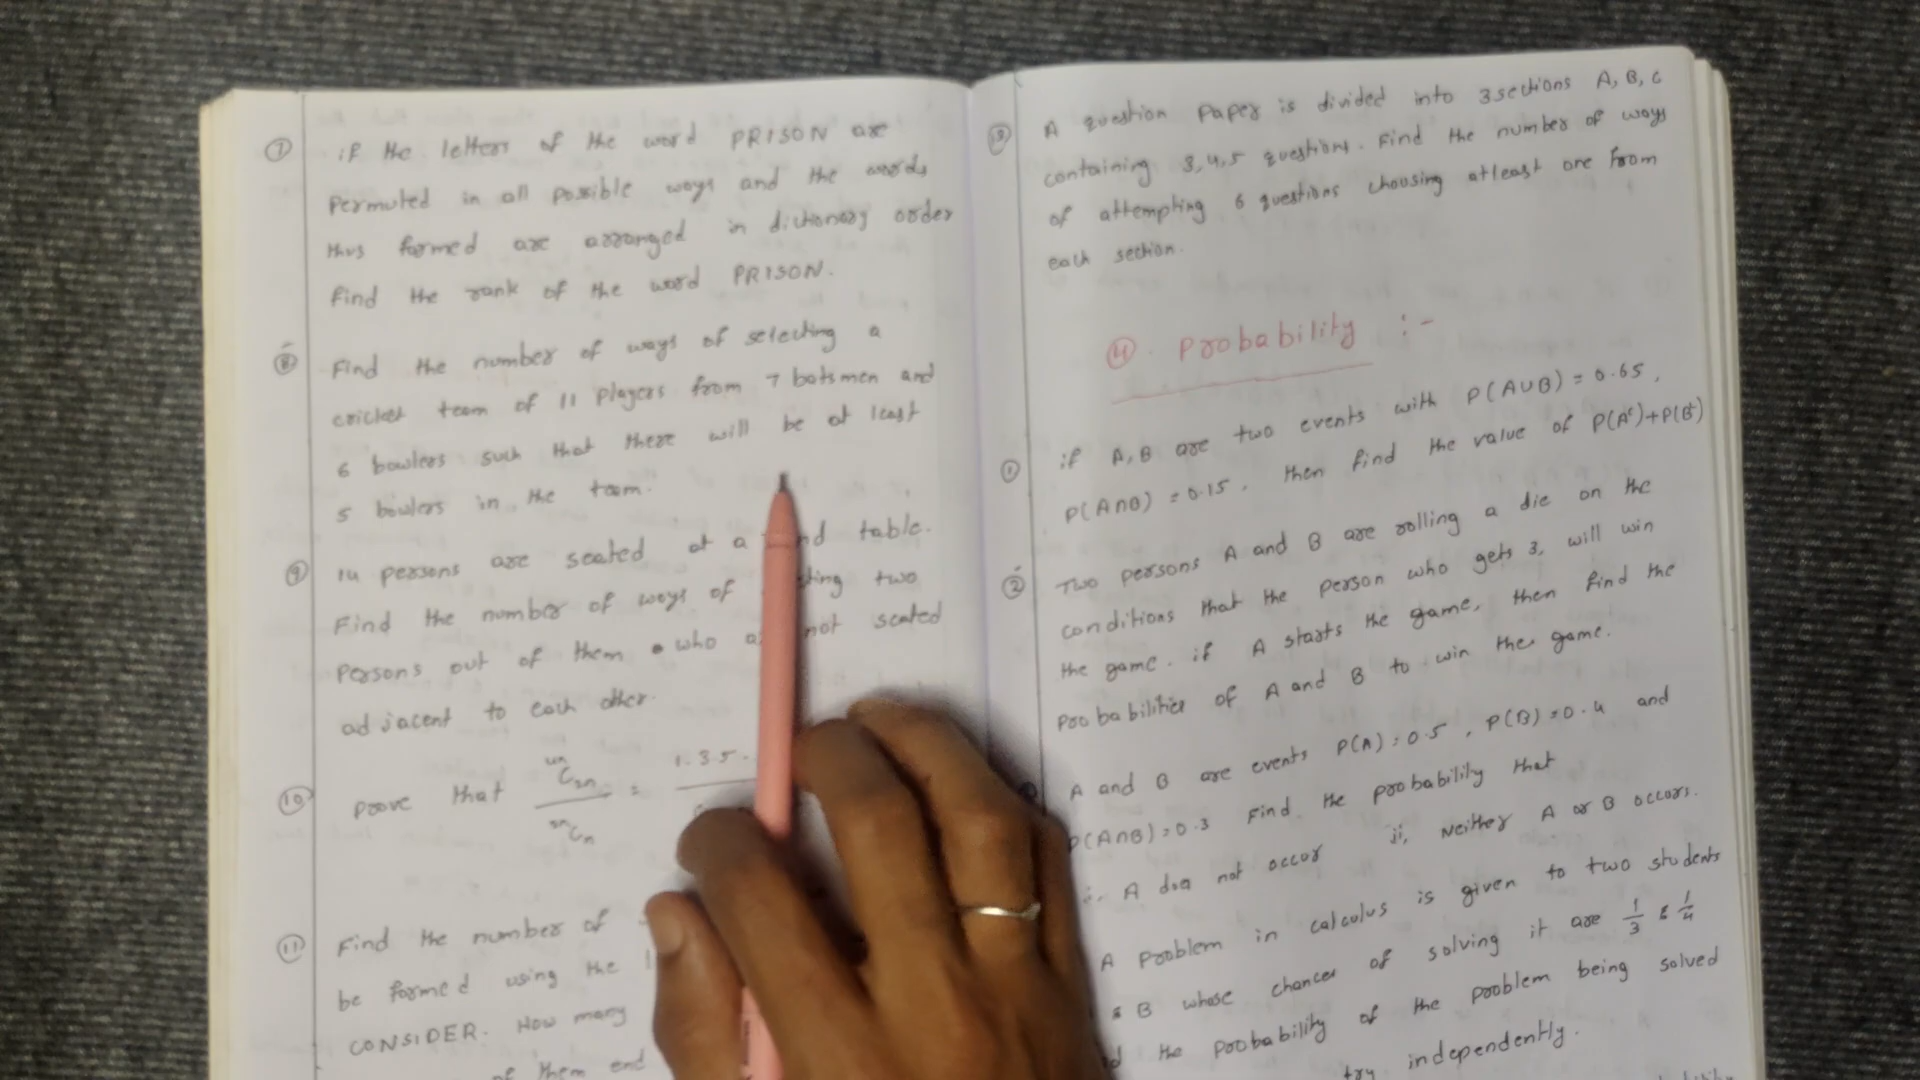 7 if the letters of the word PRISON are
permuted in all possible ways and the words
thus formed are arranged in dictionary order
Find the rank of the word PRISON.
8 Find the number of ways of selecting a
cricket team of 11 players from 7 batsmen and
6 bowlers such that there will be at least
5 bowlers in the team.
9 14 persons are seated at a table.
Find the number of ways of two
persons out of them who not seated
adjacent to each other.
10 Prove that 4nC2n / 2nCn = 1.3.5.
11 Find the number of
be formed using the
CONSIDER. How many
of them end
13 A question paper is divided into 3 sections A, B, C
containing 3,4,5 questions. Find the number of ways
of attempting 6 questions choosing atleast one from
each section.
4 Probability :-
1 if A, B are two events with P(A∪B) = 0.65,
P(A∩B) = 0.15, then find the value of P(Aᶜ)+P(Bᶜ)
2 Two persons A and B are rolling a die on the
conditions that the person who gets 3, will win
the game. if A starts the game, then find the
probabilities of A and B to win the game.
A and B are events P(A)=0.5, P(B)=0.4 and
P(A∩B)=0.3 Find the probability that
A does not occur ii, Neither A or B occurs.
A problem in calculus is given to two students
& B whose chances of solving it are 1/3 & 1/4
the probability of the problem being solved
try independently.